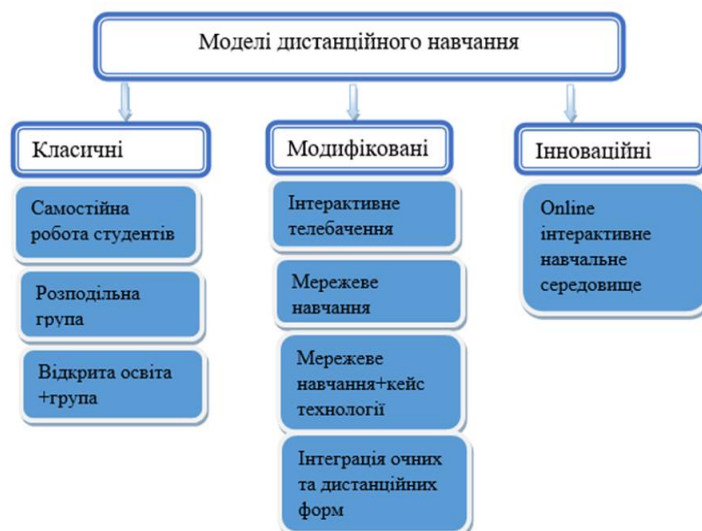 Моделі дистанційного навчання
Класичні
Самостійна
робота студентів
Розподільна
група
Відкрита освіта
+група
Модифіковані
Інтерактивне
телебачення
Мережеве
навчання
Мережеве
навчання+кейс
технології
Інтеграція очних
та дистанційних
форм
Інноваційні
Online
інтерактивне
навчальне
середовище